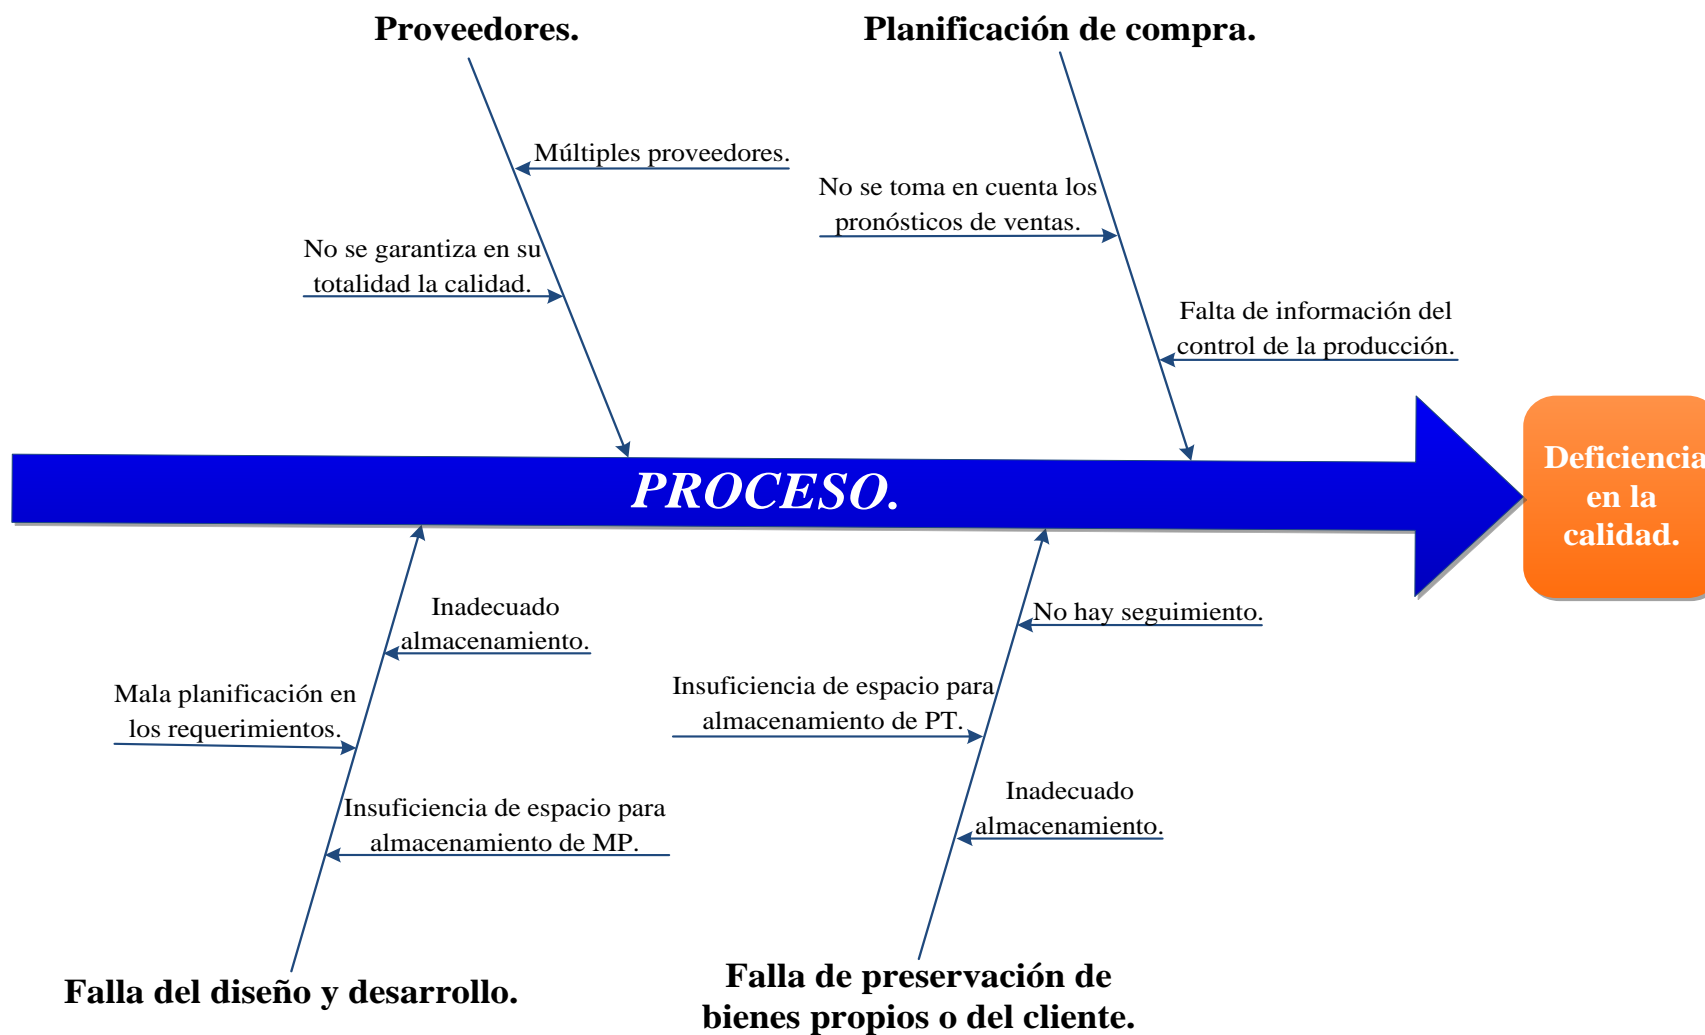 Proveedores.
Planificación de compra.
Múltiples proveedores.
No se toma en cuenta los
pronósticos de ventas.
No se garantiza en su
totalidad la calidad.
Falta de información del
control de la producción.
PROCESO.
Deficiencia
en la
calidad.
Inadecuado
almacenamiento.
No hay seguimiento.
Mala planificación en
los requerimientos.
Insuficiencia de espacio para
almacenamiento de PT.
Insuficiencia de espacio para
almacenamiento de MP.
Inadecuado
almacenamiento.
Falla del diseño y desarrollo.
Falla de preservación de
bienes propios o del cliente.